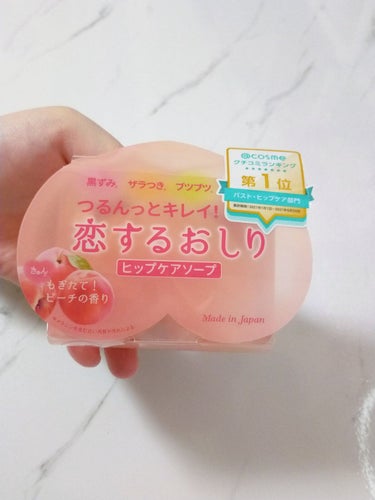 黒ずみ、ザラつき、ブツブツ
つるんっとキレイ!
恋するおしり
ヒップケアソープ
きゅん
もぎたて!
ピーチの香り
Made in Japan
@cosme
クチコミランキング
第1位
バスト・ヒップケア部門